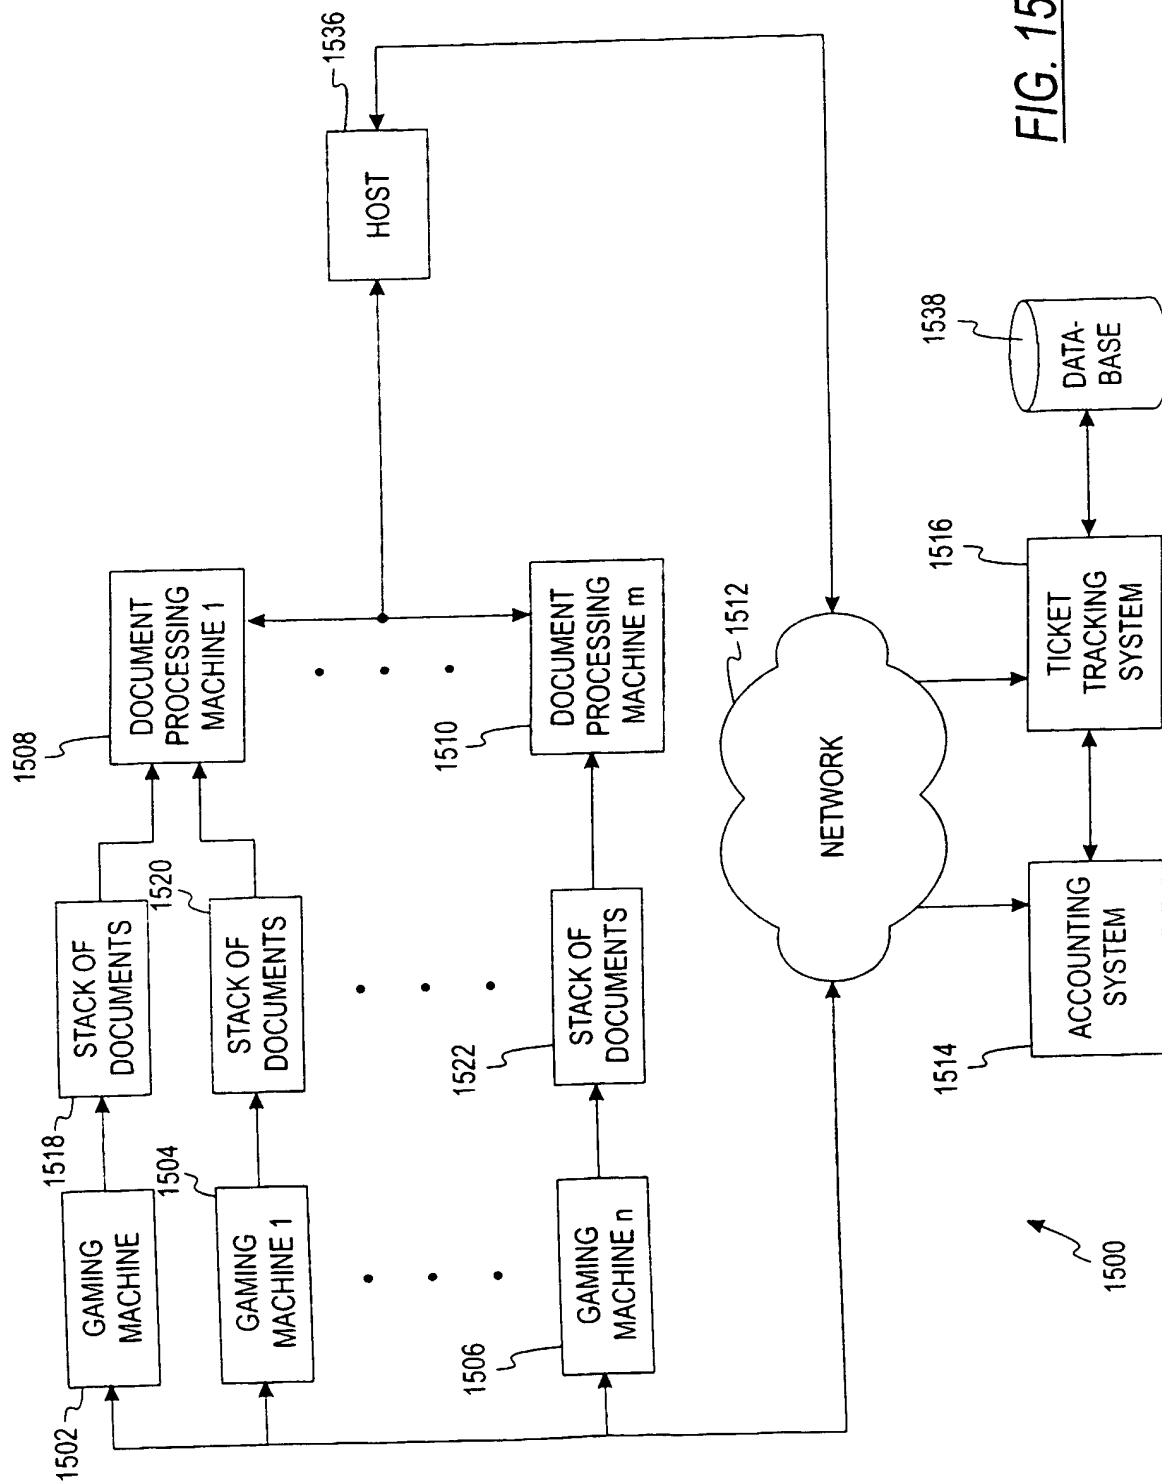 1502
GAMING
MACHINE
1518
STACK OF
DOCUMENTS
1508
DOCUMENT
PROCESSING
MACHINE 1
1504
GAMING
MACHINE 1
1520
STACK OF
DOCUMENTS
1506
GAMING
MACHINE n
1522
STACK OF
DOCUMENTS
1510
DOCUMENT
PROCESSING
MACHINE m
HOST
1536
NETWORK
1512
1514
ACCOUNTING
SYSTEM
1516
TICKET
TRACKING
SYSTEM
1538
DATA-
BASE
1500
FIG. 15